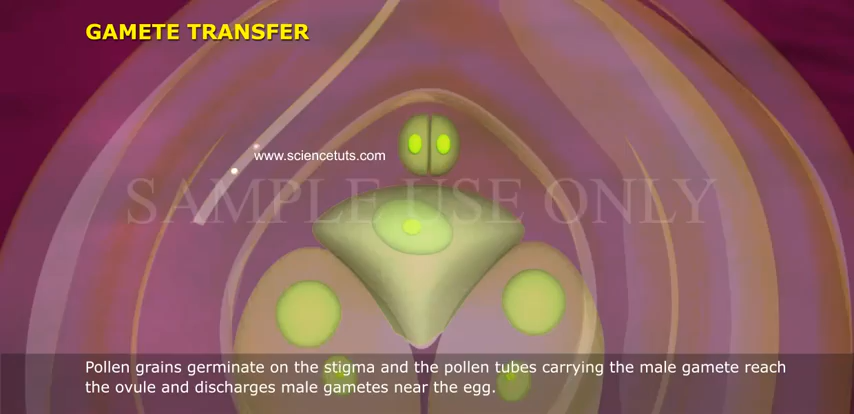 GAMETE TRANSFER
www.sciencetuts.com
SAMPLE USE ONLY
Pollen grains germinate on the stigma and the pollen tubes carrying the male gamete reach
the ovule and discharges male gametes near the egg.